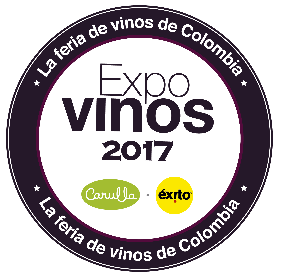 La feria de vinos de Colombia
Expo
vinos
2017
Carulla · éxito
La feria de vinos de Colombia